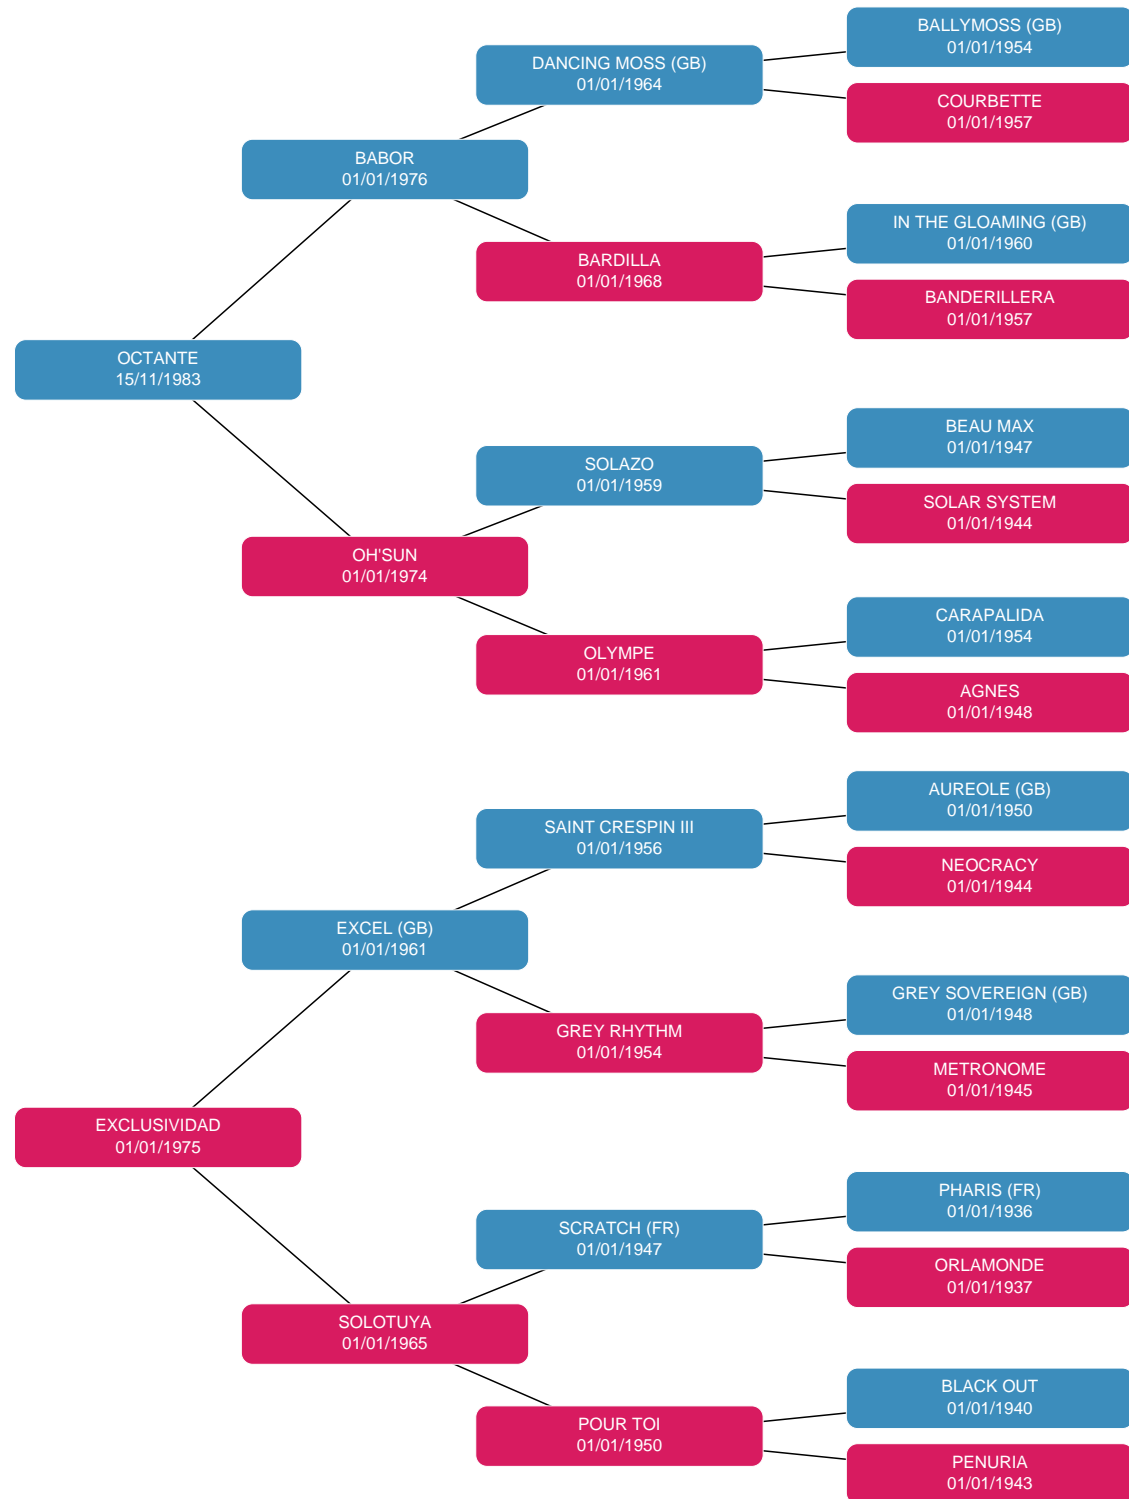 BALLYMOSS (GB)
01/01/1954
DANCING MOSS (GB)
01/01/1964
COURBETTE
01/01/1957
BABOR
01/01/1976
IN THE GLOAMING (GB)
01/01/1960
BARDILLA
01/01/1968
BANDERILLERA
01/01/1957
OCTANTE
15/11/1983
BEAU MAX
01/01/1947
SOLAZO
01/01/1959
SOLAR SYSTEM
01/01/1944
OH'SUN
01/01/1974
CARAPALIDA
01/01/1954
OLYMPE
01/01/1961
AGNES
01/01/1948
AUREOLE (GB)
01/01/1950
SAINT CRESPIN III
01/01/1956
NEOCRACY
01/01/1944
EXCEL (GB)
01/01/1961
GREY SOVEREIGN (GB)
01/01/1948
GREY RHYTHM
01/01/1954
METRONOME
01/01/1945
EXCLUSIVIDAD
01/01/1975
PHARIS (FR)
01/01/1936
SCRATCH (FR)
01/01/1947
ORLAMONDE
01/01/1937
SOLOTUYA
01/01/1965
BLACK OUT
01/01/1940
POUR TOI
01/01/1950
PENURIA
01/01/1943